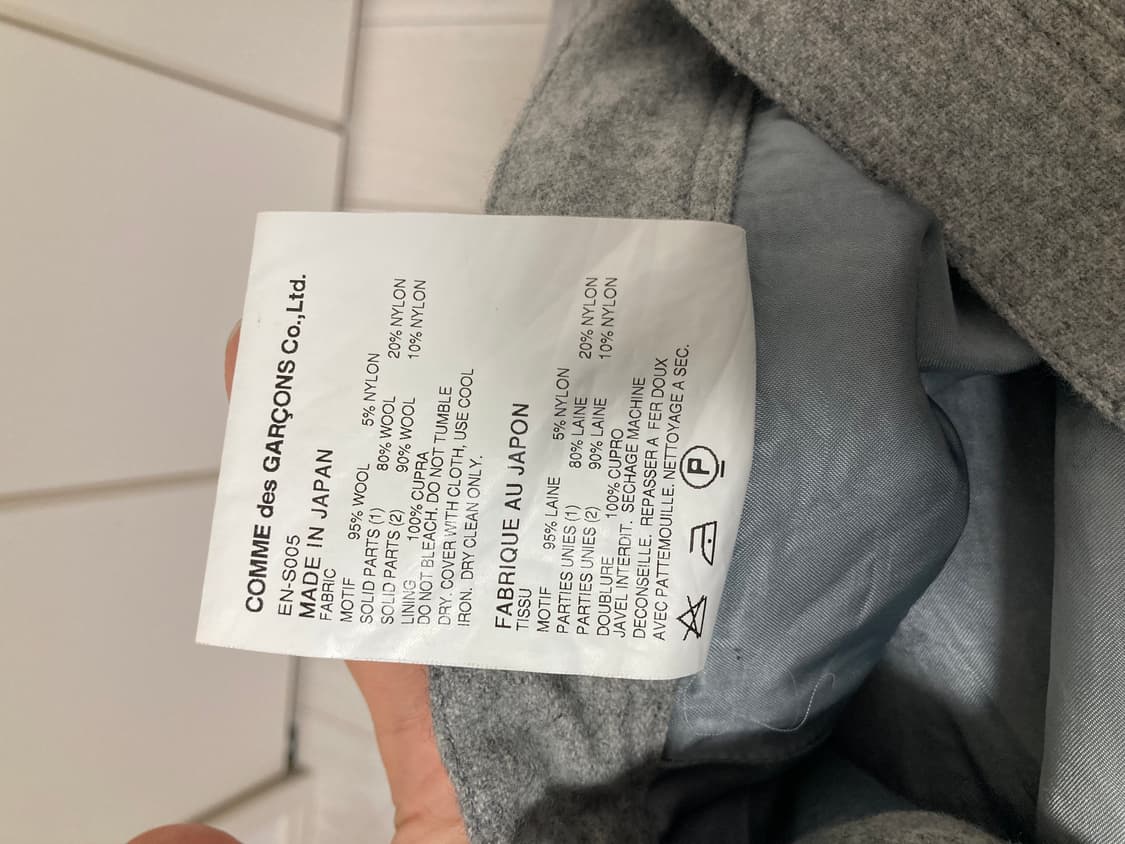 COMME des GARÇONS Co.,Ltd.
EN-S005
MADE IN JAPAN
FABRIC
MOTIF 95% WOOL 5% NYLON
SOLID PARTS (1) 80% WOOL 20% NYLON
SOLID PARTS (2) 90% WOOL 10% NYLON
LINING 100% CUPRA
DO NOT BLEACH. DO NOT TUMBLE
DRY. COVER WITH CLOTH, USE COOL
IRON. DRY CLEAN ONLY.
FABRIQUE AU JAPON
TISSU
MOTIF 95% LAINE 5% NYLON
PARTIES UNIES (1) 80% LAINE 20% NYLON
PARTIES UNIES (2) 90% LAINE 10% NYLON
DOUBLURE 100% CUPRO
JAVEL INTERDIT. SECHAGE MACHINE
DECONSEILLE. REPASSER A FER DOUX
AVEC PATTEMOUILLE. NETTOYAGE A SEC.
P